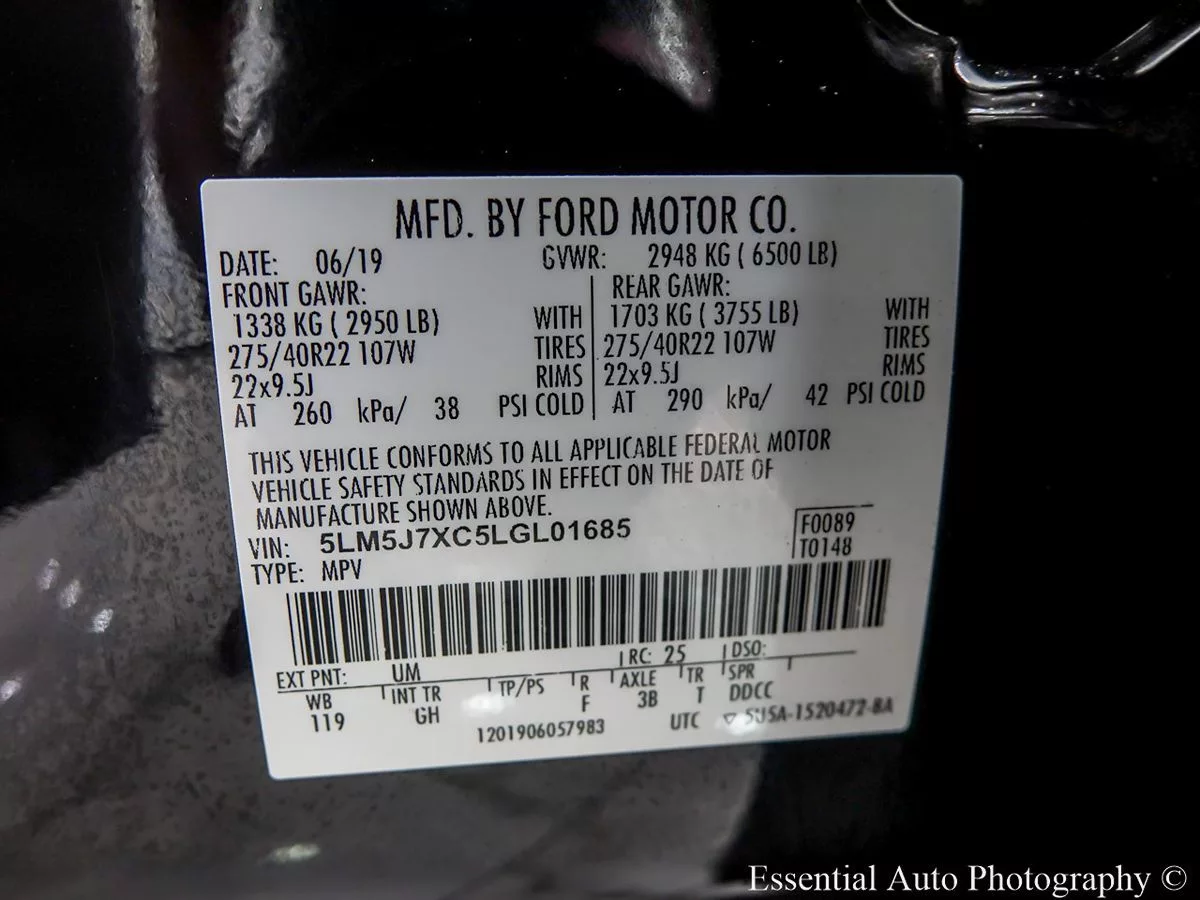 MFD. BY FORD MOTOR CO.
DATE: 06/19 GVWR: 2948 KG ( 6500 LB)
FRONT GAWR: REAR GAWR:
1338 KG ( 2950 LB) WITH 1703 KG ( 3755 LB) WITH
275/40R22 107W TIRES 275/40R22 107W TIRES
22x9.5J RIMS 22x9.5J RIMS
AT 260 kPa/ 38 PSI COLD AT 290 kPa/ 42 PSI COLD
THIS VEHICLE CONFORMS TO ALL APPLICABLE FEDERAL MOTOR
VEHICLE SAFETY STANDARDS IN EFFECT ON THE DATE OF
MANUFACTURE SHOWN ABOVE.
VIN: 5LM5J7XC5LGL01685 F0089
TYPE: MPV T0148
EXT PNT: UM RC: 25 DSO:
WB INT TR TP/PS R AXLE TR SPR
119 GH F 3B T DDCC
1201906057983 UTC ▽ 5USA-1520472-BA
Essential Auto Photography ©